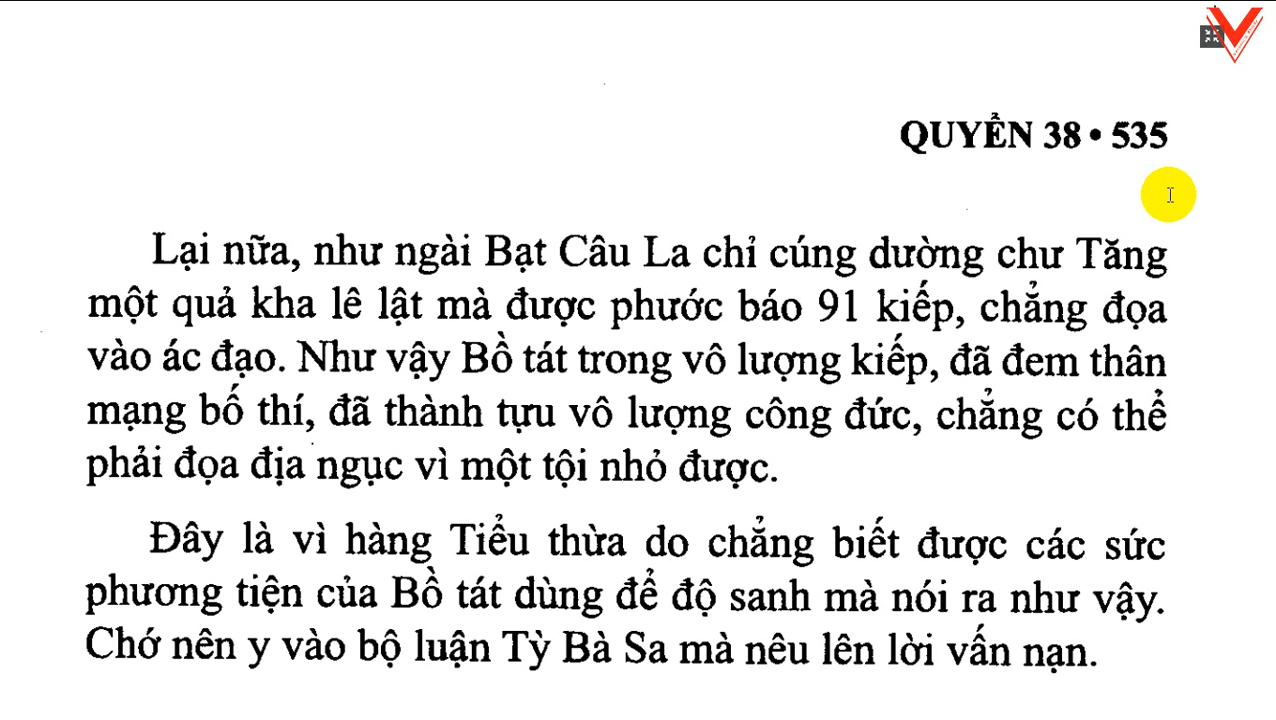 QUYỂN 38 • 535
Lại nữa, như ngài Bạt Câu La chỉ cúng dường chư Tăng
một quả kha lê lật mà được phước báo 91 kiếp, chẳng đọa
vào ác đạo. Như vậy Bồ tát trong vô lượng kiếp, đã đem thân
mạng bố thí, đã thành tựu vô lượng công đức, chẳng có thể
phải đọa địa ngục vì một tội nhỏ được.
Đây là vì hàng Tiểu thừa do chẳng biết được các sức
phương tiện của Bồ tát dùng để độ sanh mà nói ra như vậy.
Chớ nên y vào bộ luận Tỳ Bà Sa mà nêu lên lời vấn nạn.